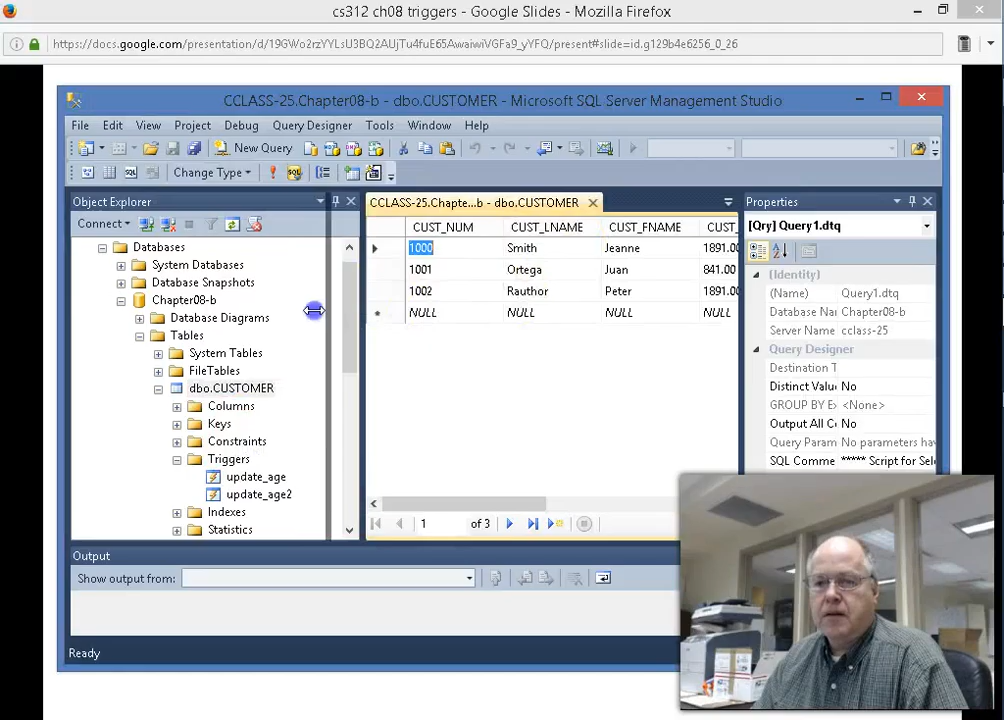 cs312 ch08 triggers - Google Slides - Mozilla Firefox
https://docs.google.com/presentation/d/19GWo2rzYYLsU3BQ2AUjTu4fuE65AwaiwiVGFa9_yYFQ/present#slide=id.g129b4e6256_0_26
CCLASS-25.Chapter08-b - dbo.CUSTOMER - Microsoft SQL Server Management Studio
File Edit View Project Debug Query Designer Tools Window Help
New Query
Change Type
Object Explorer
Connect
Databases
System Databases
Database Snapshots
Chapter08-b
Database Diagrams
Tables
System Tables
FileTables
dbo.CUSTOMER
Columns
Keys
Constraints
Triggers
update_age
update_age2
Indexes
Statistics
CCLASS-25.Chapte...b - dbo.CUSTOMER
CUST_NUM CUST_LNAME CUST_FNAME CUST_
1000 Smith Jeanne 1891.00
1001 Ortega Juan 841.00
1002 Rauthor Peter 1891.00
NULL NULL NULL NULL
1 of 3
Properties
[Qry] Query1.dtq
(Identity)
(Name) Query1.dtq
Database Nar Chapter08-b
Server Name cclass-25
Query Designer
Destination T
Distinct Value No
GROUP BY Ex <None>
Output All Co No
Query Param No parameters hav
SQL Comme ***** Script for Sele
Output
Show output from:
Ready